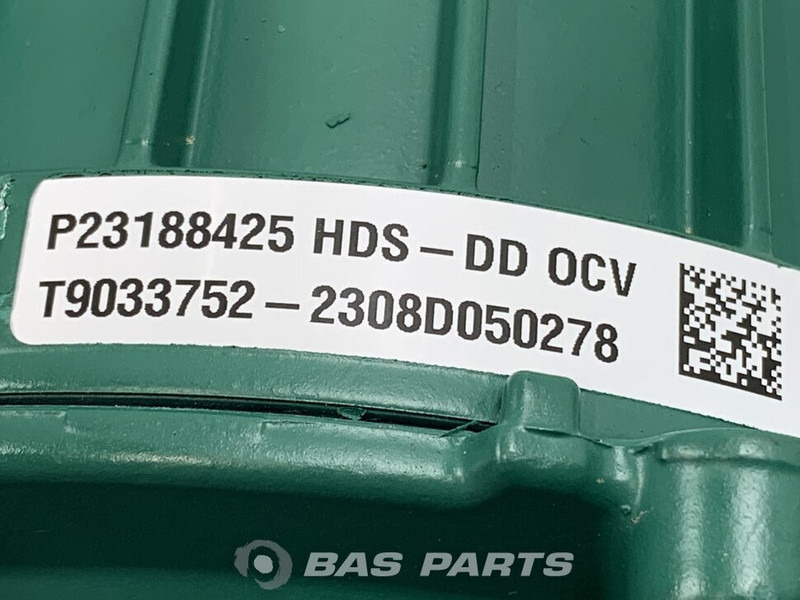 P23188425 HDS-DD OCV
T9033752-2308D050278
BAS PARTS